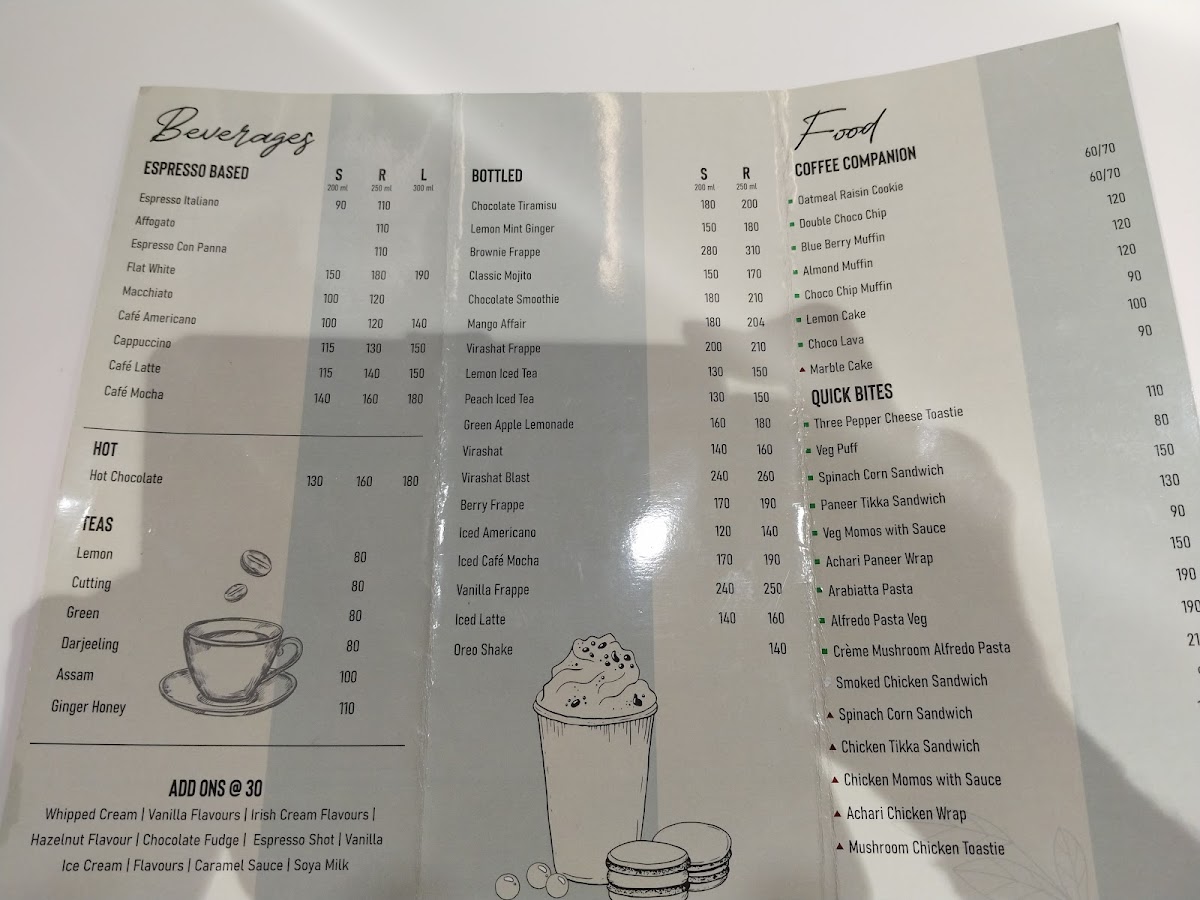 Beverages
ESPRESSO BASED
S R L
200 ml 250 ml 300 ml
Espresso Italiano 90 110
Affogato 110
Espresso Con Panna 110
Flat White 150 180 190
Macchiato 100 120
Café Americano 100 120 140
Cappuccino 115 130 150
Café Latte 115 140 150
Café Mocha 140 160 180
HOT
Hot Chocolate 130 160 180
TEAS
Lemon 80
Cutting 80
Green 80
Darjeeling 80
Assam 100
Ginger Honey 110
ADD ONS @ 30
Whipped Cream | Vanilla Flavours | Irish Cream Flavours |
Hazelnut Flavour | Chocolate Fudge | Espresso Shot | Vanilla
Ice Cream | Flavours | Caramel Sauce | Soya Milk
BOTTLED
S R
200 ml 250 ml
Chocolate Tiramisu 180 200
Lemon Mint Ginger 150 180
Brownie Frappe 280 310
Classic Mojito 150 170
Chocolate Smoothie 180 210
Mango Affair 180 204
Virashat Frappe 200 210
Lemon Iced Tea 130 150
Peach Iced Tea 130 150
Green Apple Lemonade 160 180
Virashat 140 160
Virashat Blast 240 260
Berry Frappe 170 190
Iced Americano 120 140
Iced Café Mocha 170 190
Vanilla Frappe 240 250
Iced Latte 140 160
Oreo Shake 140
Food
COFFEE COMPANION
Oatmeal Raisin Cookie 60/70
Double Choco Chip 60/70
Blue Berry Muffin 120
Almond Muffin 120
Choco Chip Muffin 120
Lemon Cake 90
Choco Lava 100
Marble Cake 90
QUICK BITES
Three Pepper Cheese Toastie 110
Veg Puff 80
Spinach Corn Sandwich 150
Paneer Tikka Sandwich 130
Veg Momos with Sauce 90
Achari Paneer Wrap 150
Arabiatta Pasta 190
Alfredo Pasta Veg 190
Crème Mushroom Alfredo Pasta
Smoked Chicken Sandwich
Spinach Corn Sandwich
Chicken Tikka Sandwich
Chicken Momos with Sauce
Achari Chicken Wrap
Mushroom Chicken Toastie